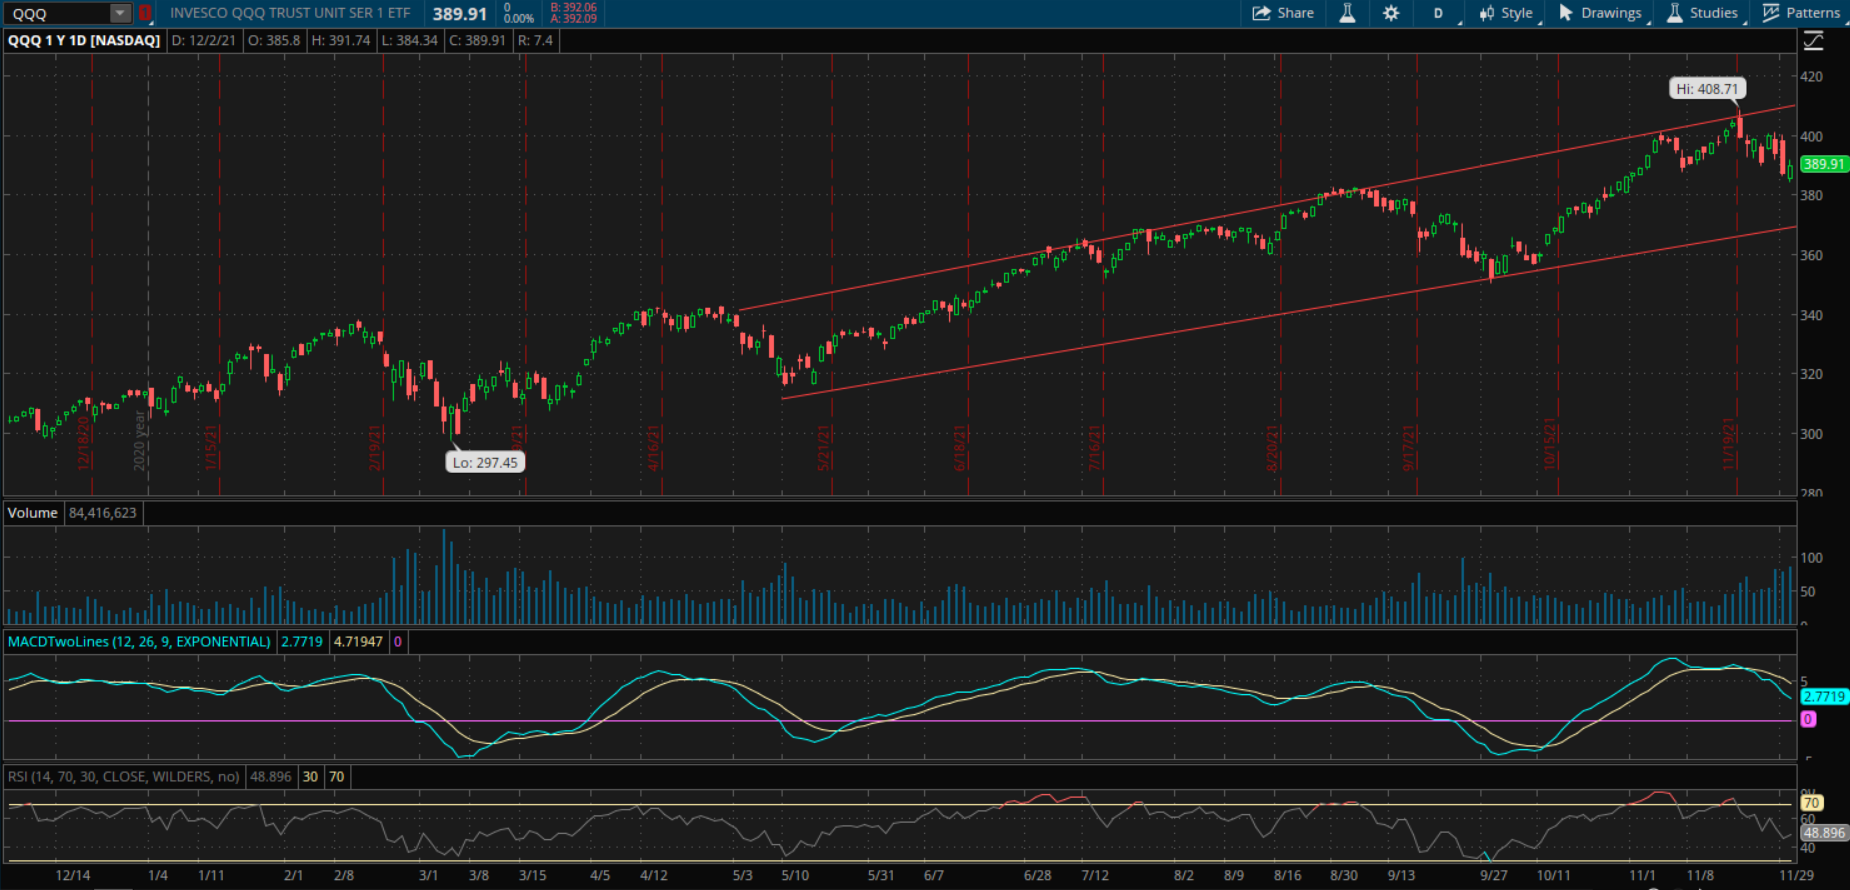 QQQ INVESCO QQQ TRUST UNIT SER 1 ETF 389.91 0 0.00% B: 392.06 A: 392.09 Share D Style Drawings Studies Patterns
QQQ 1 Y 1D [NASDAQ] D: 12/2/21 O: 385.8 H: 391.74 L: 384.34 C: 389.91 R: 7.4
420
Hi: 408.71
400
389.91
380
360
340
320
300
280
Lo: 297.45
12/18/20 2020 year 1/15/21 2/19/21 4/16/21 5/21/21 6/18/21 7/16/21 8/20/21 9/17/21 10/15/21 11/19/21
Volume 84,416,623
100
50
0
MACDTwoLines (12, 26, 9, EXPONENTIAL) 2.7719 4.71947 0
5
2.7719
0
-5
RSI (14, 70, 30, CLOSE, WILDERS, no) 48.896 30 70
70
60
48.896
40
12/14 1/4 1/11 2/1 2/8 3/1 3/8 3/15 4/5 4/12 5/3 5/10 5/31 6/7 6/28 7/12 8/2 8/9 8/16 8/30 9/13 9/27 10/11 11/1 11/8 11/29